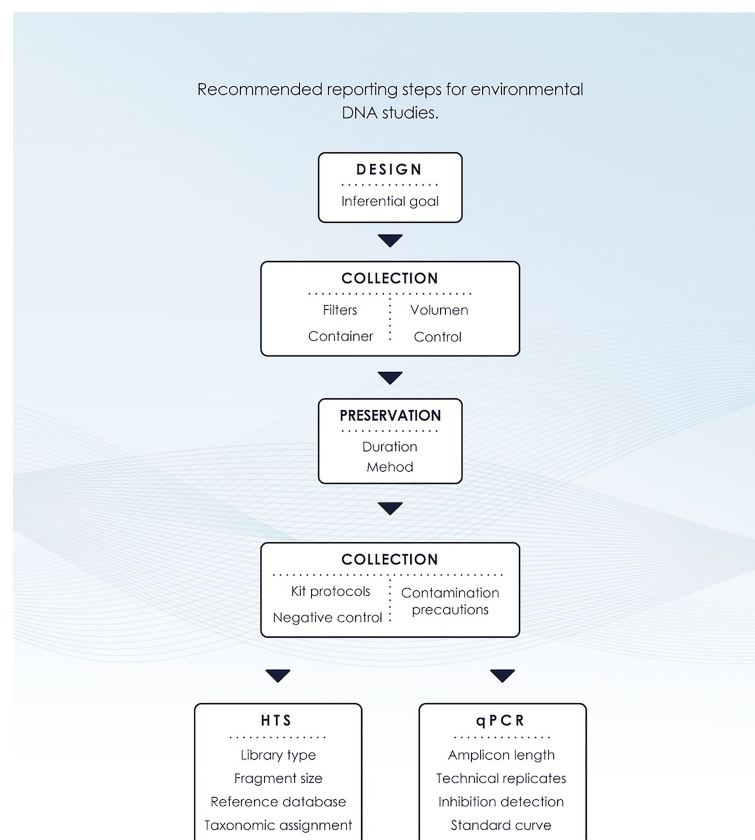 Recommended reporting steps for environmental
DNA studies.
DESIGN
Inferential goal
COLLECTION
Filters
Container
Volumen
Control
PRESERVATION
Duration
Mehod
COLLECTION
Kit protocols
Negative control
Contamination
precautions
HTS
Library type
Fragment size
Reference database
Taxonomic assignment
qPCR
Amplicon length
Technical replicates
Inhibition detection
Standard curve